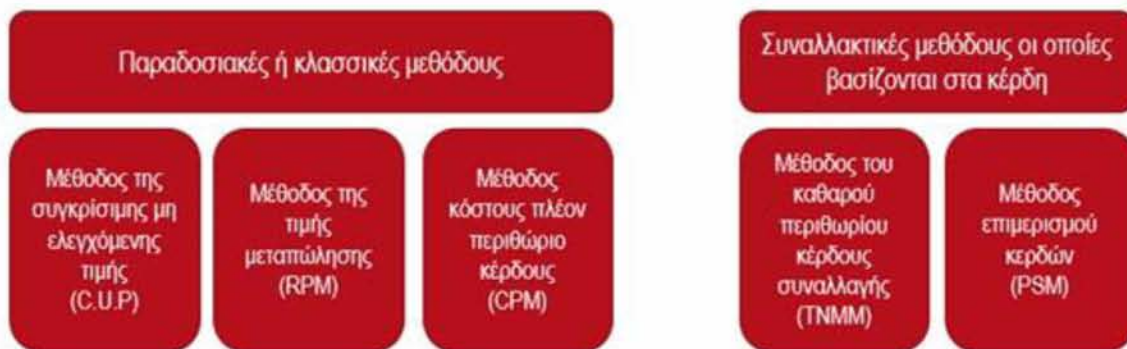 Παραδοσιακές ή κλασσικές μεθόδους
Συναλλακτικές μεθόδους οι οποίες
βασίζονται στα κέρδη
Μέθοδος της
συγκρίσιμης μη
ελεγχόμενης
τιμής
(C.U.P)
Μέθοδος της
τιμής
μεταπώλησης
(RPM)
Μέθοδος
κόστους πλέον
περιθώριο
κέρδους
(CPM)
Μέθοδος του
καθαρού
περιθωρίου
κέρδους
συναλλαγής
(TNMM)
Μέθοδος
επιμερισμού
κερδών
(PSM)